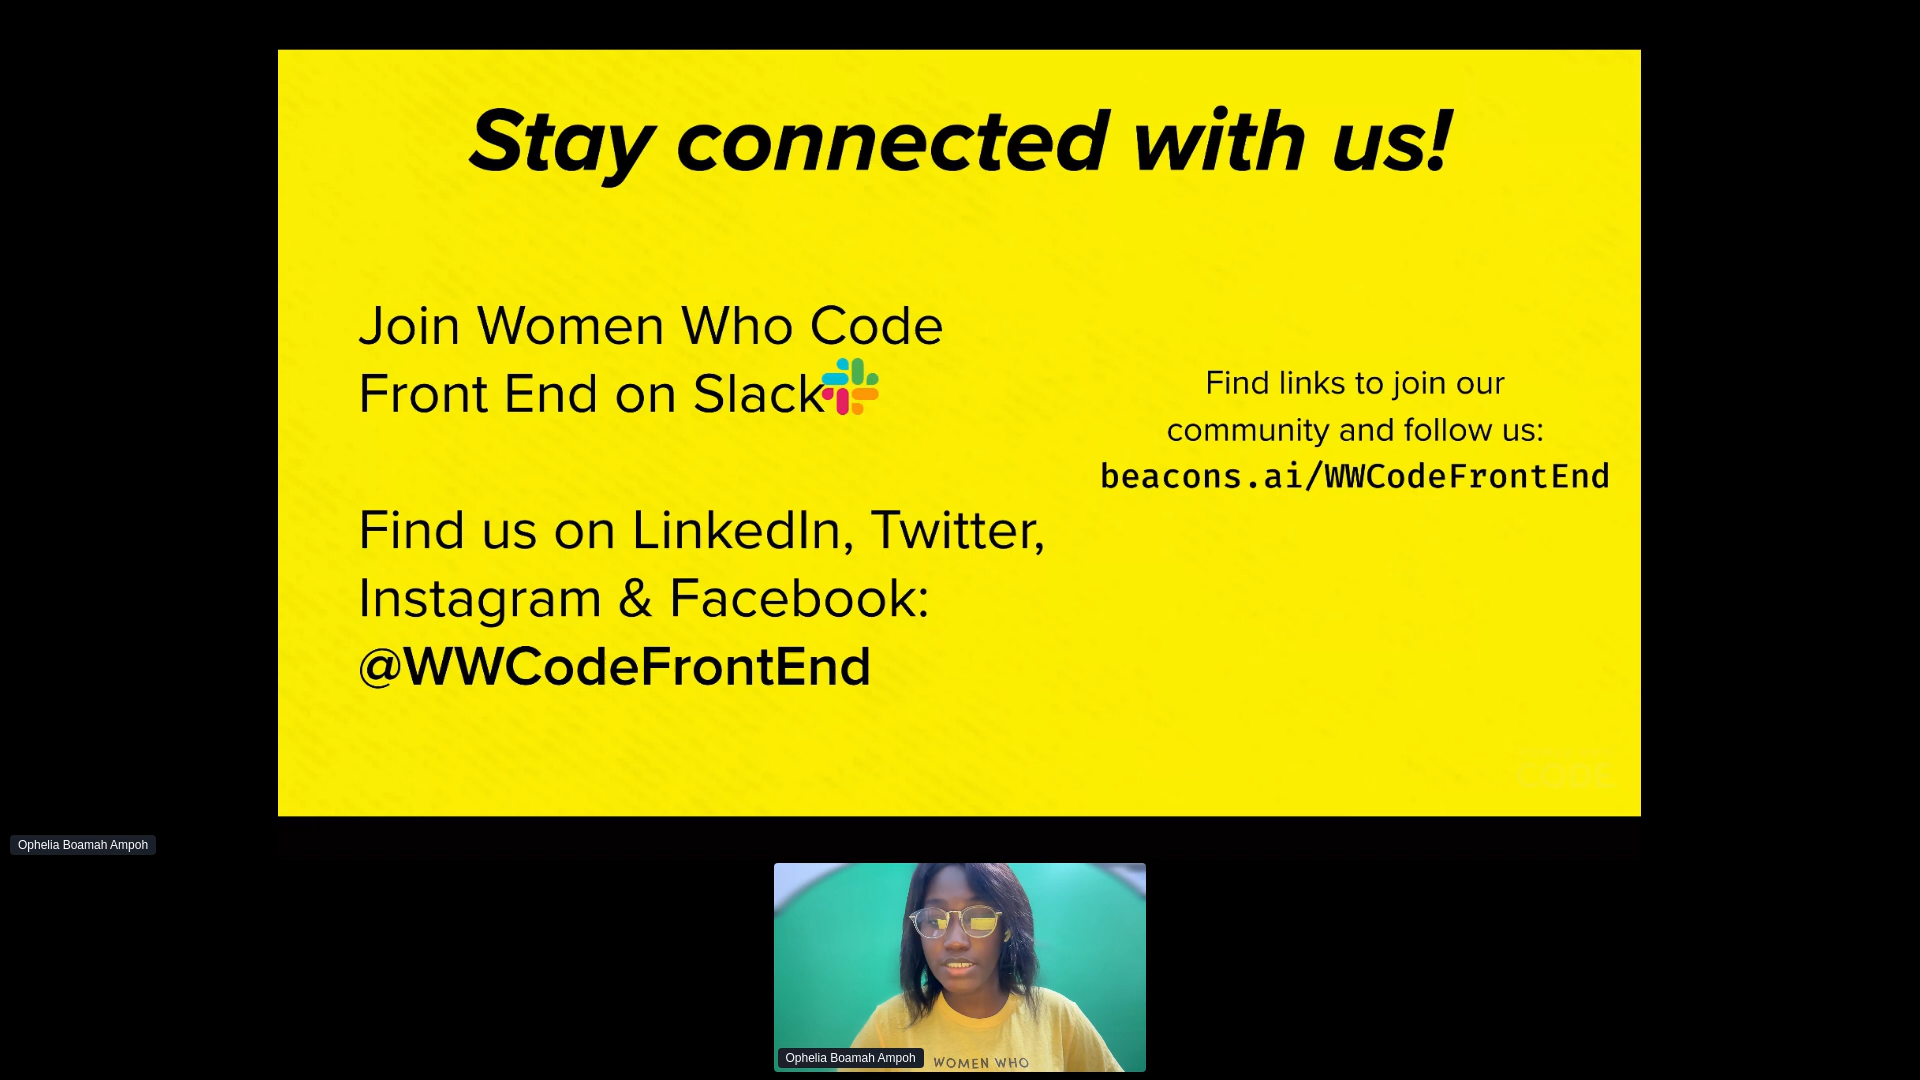 Stay connected with us!
Join Women Who Code
Front End on Slack
Find us on LinkedIn, Twitter,
Instagram & Facebook:
@WWCodeFrontEnd
Find links to join our
community and follow us:
beacons.ai/WWCodeFrontEnd
CODE
Ophelia Boamah Ampoh
Ophelia Boamah Ampoh
WOMEN WHO